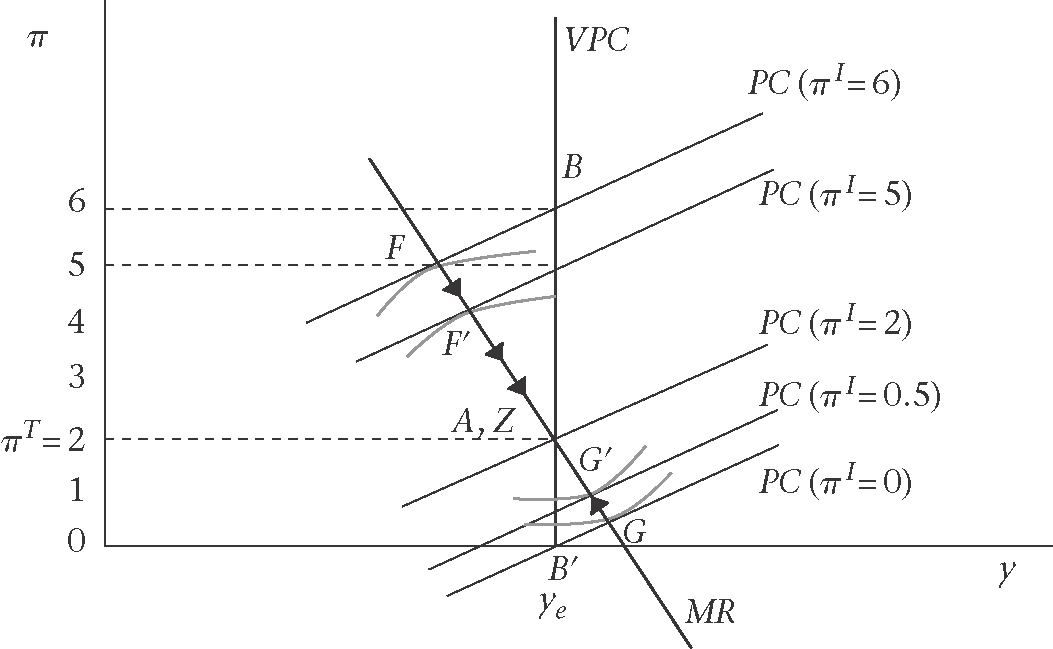 π
VPC
PC (π^I = 6)
B
6
PC (π^I = 5)
F
5
4
F′
PC (π^I = 2)
3
PC (π^I = 0.5)
A, Z
π^T = 2
G′
1
PC (π^I = 0)
G
0
B′
y
y_e
MR